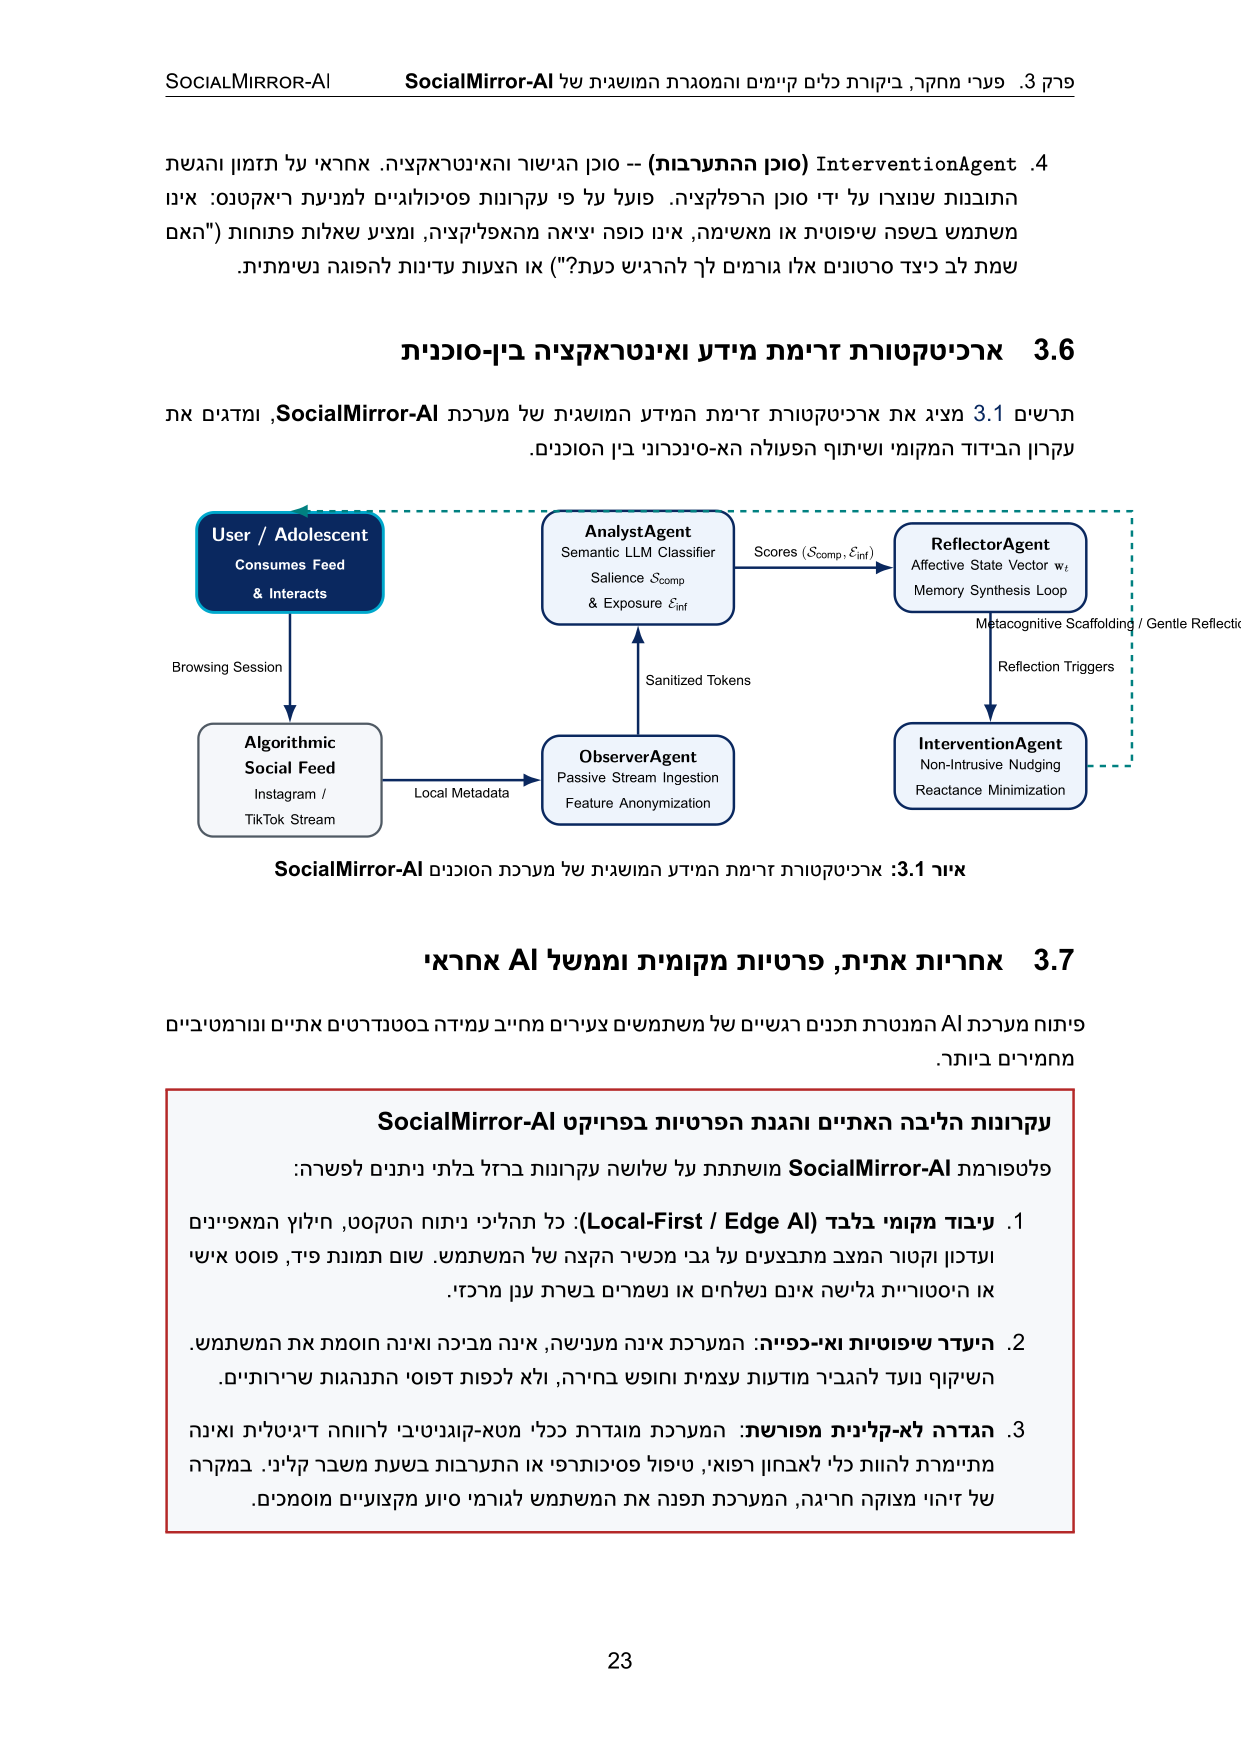 פרק 3. פערי מחקר, ביקורת כלים קיימים והמסגרת המושגית של SocialMirror-AI SOCIALMIRROR-AI
4. InterventionAgent (סוכן ההתערבות) -- סוכן הגישור והאינטראקציה. אחראי על תזמון והגשת
התובנות שנוצרו על ידי סוכן הרפלקציה. פועל על פי עקרונות פסיכולוגיים למניעת ריאקטנס: אינו
משתמש בשפה שיפוטית או מאשימה, אינו כופה יציאה מהאפליקציה, ומציע שאלות פתוחות ("האם
שמת לב כיצד סרטונים אלו גורמים לך להרגיש כעת?") או הצעות עדינות להפוגה נשימתית.
3.6 ארכיטקטורת זרימת מידע ואינטראקציה בין-סוכנית
תרשים 3.1 מציג את ארכיטקטורת זרימת המידע המושגית של מערכת SocialMirror-AI, ומדגים את
עקרון הבידוד המקומי ושיתוף הפעולה הא-סינכרוני בין הסוכנים.
User / Adolescent
Consumes Feed
& Interacts
Browsing Session
Algorithmic
Social Feed
Instagram /
TikTok Stream
Local Metadata
ObserverAgent
Passive Stream Ingestion
Feature Anonymization
Sanitized Tokens
AnalystAgent
Semantic LLM Classifier
Salience 𝒮comp
& Exposure ℰinf
Scores (𝒮comp, ℰinf)
ReflectorAgent
Affective State Vector wt
Memory Synthesis Loop
Metacognitive Scaffolding / Gentle Reflectio
Reflection Triggers
InterventionAgent
Non-Intrusive Nudging
Reactance Minimization
איור 3.1: ארכיטקטורת זרימת המידע המושגית של מערכת הסוכנים SocialMirror-AI
3.7 אחריות אתית, פרטיות מקומית וממשל AI אחראי
פיתוח מערכת AI המנטרת תכנים רגשיים של משתמשים צעירים מחייב עמידה בסטנדרטים אתיים ונורמטיביים
מחמירים ביותר.
עקרונות הליבה האתיים והגנת הפרטיות בפרויקט SocialMirror-AI
פלטפורמת SocialMirror-AI מושתתת על שלושה עקרונות ברזל בלתי ניתנים לפשרה:
1. עיבוד מקומי בלבד (Local-First / Edge AI): כל תהליכי ניתוח הטקסט, חילוץ המאפיינים
ועדכון וקטור המצב מתבצעים על גבי מכשיר הקצה של המשתמש. שום תמונת פיד, פוסט אישי
או היסטוריית גלישה אינם נשלחים או נשמרים בשרת ענן מרכזי.
2. היעדר שיפוטיות ואי-כפייה: המערכת אינה מענישה, אינה מביכה ואינה חוסמת את המשתמש.
השיקוף נועד להגביר מודעות עצמית וחופש בחירה, ולא לכפות דפוסי התנהגות שרירותיים.
3. הגדרה לא-קלינית מפורשת: המערכת מוגדרת ככלי מטא-קוגניטיבי לרווחה דיגיטלית ואינה
מתיימרת להוות כלי לאבחון רפואי, טיפול פסיכותרפי או התערבות בשעת משבר קליני. במקרה
של זיהוי מצוקה חריגה, המערכת תפנה את המשתמש לגורמי סיוע מקצועיים מוסמכים.
23